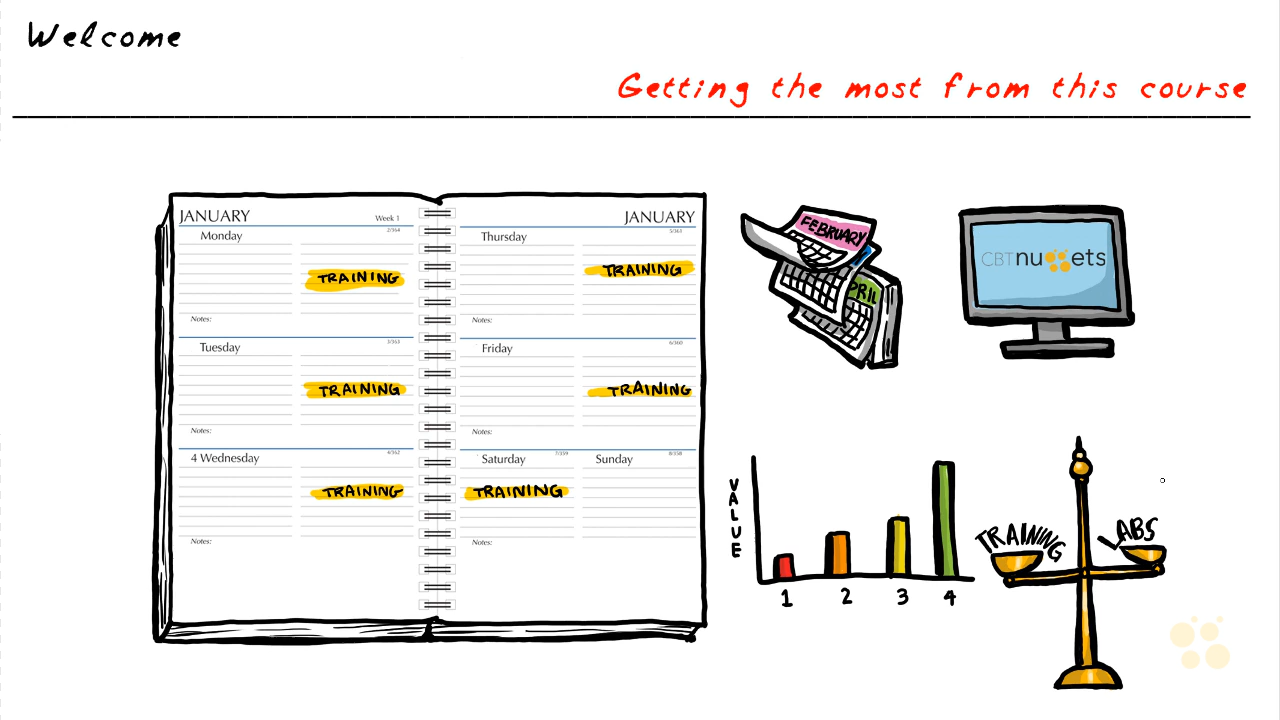 Welcome
Getting the most from this course
JANUARY
Week 1
Monday
2/364
TRAINING
Notes:
Tuesday
3/363
TRAINING
Notes:
4 Wednesday
4/362
TRAINING
Notes:
JANUARY
Thursday
5/361
TRAINING
Notes:
Friday
6/360
TRAINING
Notes:
Saturday
7/359
Sunday
8/358
TRAINING
Notes:
FEBRUARY
PRIL
CBTnuggets
VALUE
1 2 3 4
TRAINING
LABS